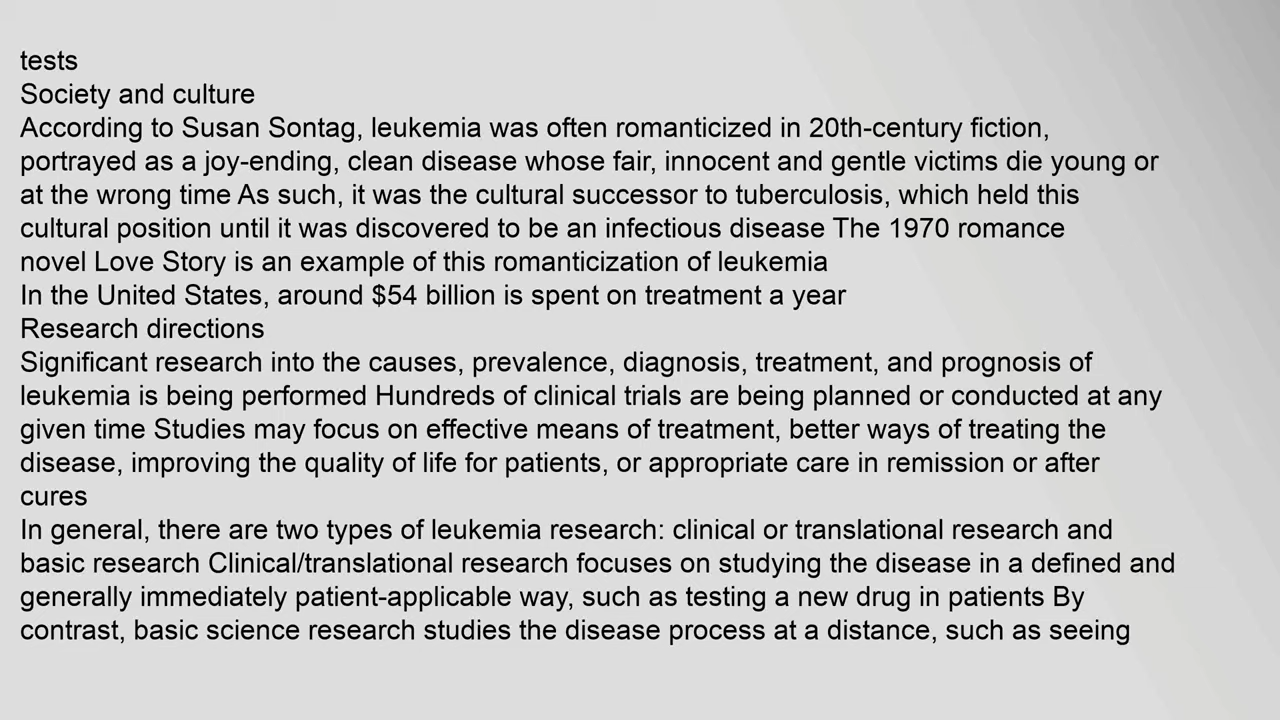 tests
Society and culture
According to Susan Sontag, leukemia was often romanticized in 20th-century fiction,
portrayed as a joy-ending, clean disease whose fair, innocent and gentle victims die young or
at the wrong time As such, it was the cultural successor to tuberculosis, which held this
cultural position until it was discovered to be an infectious disease The 1970 romance
novel Love Story is an example of this romanticization of leukemia
In the United States, around $54 billion is spent on treatment a year
Research directions
Significant research into the causes, prevalence, diagnosis, treatment, and prognosis of
leukemia is being performed Hundreds of clinical trials are being planned or conducted at any
given time Studies may focus on effective means of treatment, better ways of treating the
disease, improving the quality of life for patients, or appropriate care in remission or after
cures
In general, there are two types of leukemia research: clinical or translational research and
basic research Clinical/translational research focuses on studying the disease in a defined and
generally immediately patient-applicable way, such as testing a new drug in patients By
contrast, basic science research studies the disease process at a distance, such as seeing